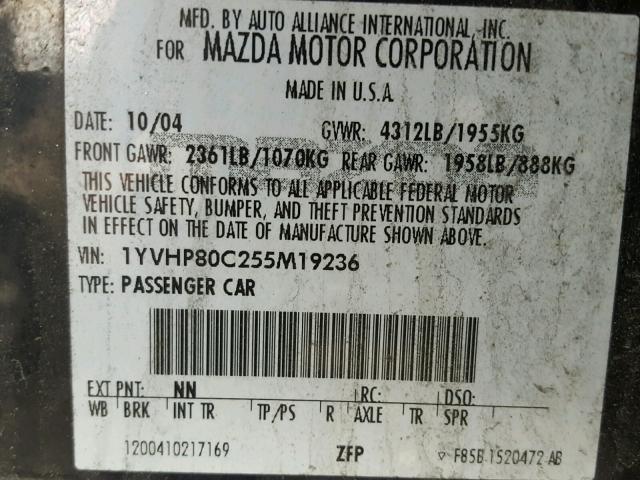 MFD. BY AUTO ALLIANCE INTERNATIONAL, INC.
FOR MAZDA MOTOR CORPORATION
MADE IN U.S.A.
DATE: 10/04 GVWR: 4312LB/1955KG
FRONT GAWR: 2361LB/1070KG REAR GAWR: 1958LB/888KG
THIS VEHICLE CONFORMS TO ALL APPLICABLE FEDERAL MOTOR
VEHICLE SAFETY, BUMPER, AND THEFT PREVENTION STANDARDS
IN EFFECT ON THE DATE OF MANUFACTURE SHOWN ABOVE.
VIN: 1YVHP80C255M19236
TYPE: PASSENGER CAR
EXT PNT: NN RC: DSO:
WB BRK INT TR TP/PS R AXLE TR SPR
1200410217169 ZFP ▽ F85B 1520472 AB